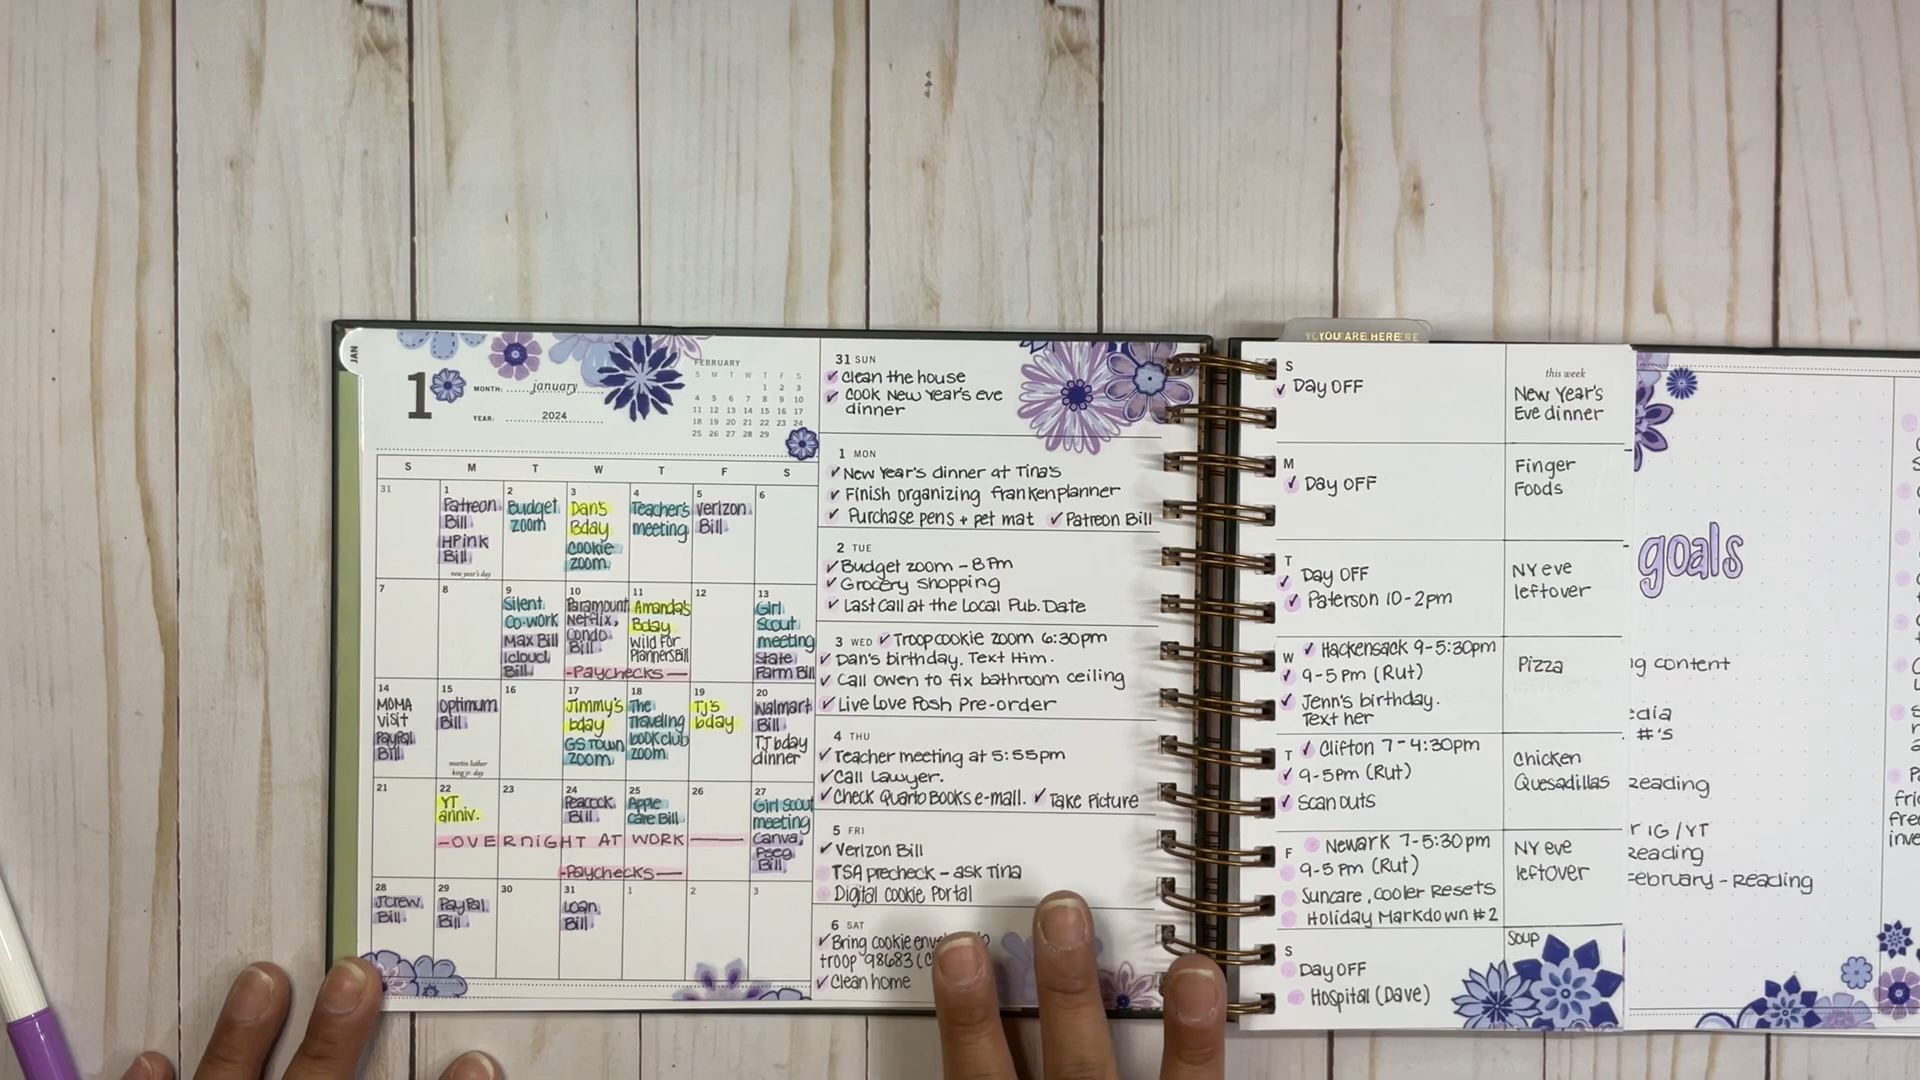 JAN
1
MONTH: january
YEAR: 2024
FEBRUARY
S M T W T F S
1 2 3
4 5 6 7 8 9 10
11 12 13 14 15 16 17
18 19 20 21 22 23 24
25 26 27 28 29
S M T W T F S
31
1
Patreon
Bill
HPink
Bill
new year's day
2
Budget
zoom
3
Dan's
Bday
Cookie
zoom
4
Teacher's
meeting
5
Verizon
Bill
6
7
8
9
Silent
Co-work
Max Bill
Icloud
Bill
10
Paramount
Netflix,
Condo
Bill
11
Amanda's
Bday
Wild For
Planners Bill
-Paychecks-
12
13
Girl
Scout
meeting
State
Farm Bill
14
MOMA
visit
PayPal
Bill
15
Optimum
Bill
martin luther
king jr. day
16
17
Jimmy's
bday
GS TOWN
zoom
18
The
Traveling
bookclub
zoom
19
TJ's
bday
20
Walmart
Bill
TJ bday
dinner
21
22
YT
anniv.
23
24
Peacock
Bill
25
Apple
Care Bill
26
27
Girl Scout
meeting
Canva,
Pseg
Bill
-OVERNIGHT AT WORK-
-Paychecks-
28
JCrew
Bill
29
PayPal
Bill
30
31
Loan
Bill
1
2
3
31 SUN
✓ Clean the house
✓ Cook New Year's eve
dinner
1 MON
✓ New Year's dinner at Tina's
✓ Finish organizing frankenplanner
✓ Purchase pens + pet mat ✓ Patreon Bill
2 TUE
✓ Budget zoom - 8Pm
✓ Grocery shopping
✓ Last Call at the Local Pub. Date
3 WED ✓ Troop cookie zoom 6:30pm
✓ Dan's birthday. Text Him.
✓ Call Owen to fix bathroom ceiling
✓ Live Love Posh Pre-order
4 THU
✓ Teacher meeting at 5:55pm
✓ Call Lawyer.
✓ Check Quarto Books e-mail. ✓ Take Picture
5 FRI
✓ Verizon Bill
TSA precheck - ask Tina
Digital Cookie Portal
6 SAT
✓ Bring cookie
troop 98683
✓ Clean home
YOU ARE HERE
S
✓ Day OFF
this week
New Year's
Eve dinner
M
✓ Day OFF
Finger
Foods
T
✓ Day OFF
✓ Paterson 10-2pm
NY eve
leftover
W ✓ Hackensack 9-5:30pm
✓ 9-5pm (Rut)
✓ Jenn's birthday.
Text her
Pizza
T ✓ Clifton 7-4:30pm
✓ 9-5pm (Rut)
✓ Scan outs
Chicken
Quesadillas
F Newark 7-5:30pm
9-5pm (Rut)
Suncare, cooler Resets
Holiday Markdown #2
NY eve
leftover
S
Day OFF
Hospital (Dave)
Soup
goals
content
#'s
Reading
IG / YT
Reading
February - Reading